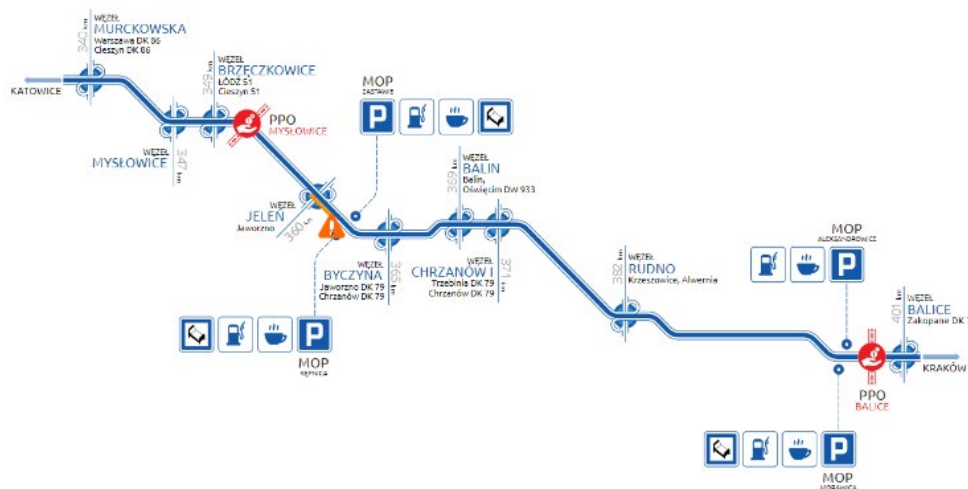 KATOWICE
340 km
WĘZEŁ
MURCKOWSKA
Warszawa DK 86
Cieszyn DK 86
WĘZEŁ
MYSŁOWICE
347 km
349 km
WĘZEŁ
BRZĘCZKOWICE
ŁÓDŹ S1
Cieszyn S1
PPO
MYSŁOWICE
MOP
ZASTAWIE
P
WĘZEŁ
JELEŃ
Jaworzno
360 km
P
MOP
KĘPNICA
365 km
WĘZEŁ
BYCZYNA
Jaworzno DK 79
Chrzanów DK 79
369 km
WĘZEŁ
BALIN
Balin,
Oświęcim DW 933
371 km
WĘZEŁ
CHRZANÓW I
Trzebinia DK 79
Chrzanów DK 79
382 km
WĘZEŁ
RUDNO
Krzeszowice, Alwernia
MOP
ALEKSANDROWICE
P
P
MOP
MORAWICA
PPO
BALICE
401 km
WĘZEŁ
BALICE
Zakopane DK
KRAKÓW